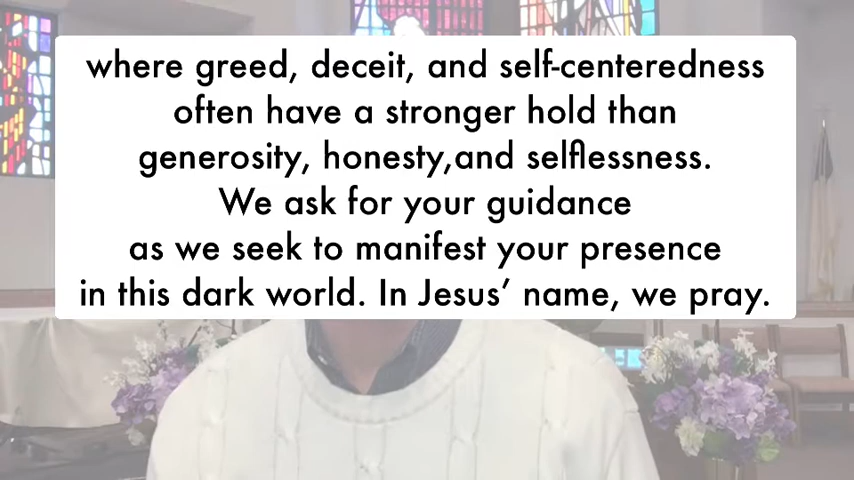 where greed, deceit, and self-centeredness
often have a stronger hold than
generosity, honesty,and selflessness.
We ask for your guidance
as we seek to manifest your presence
in this dark world. In Jesus’ name, we pray.